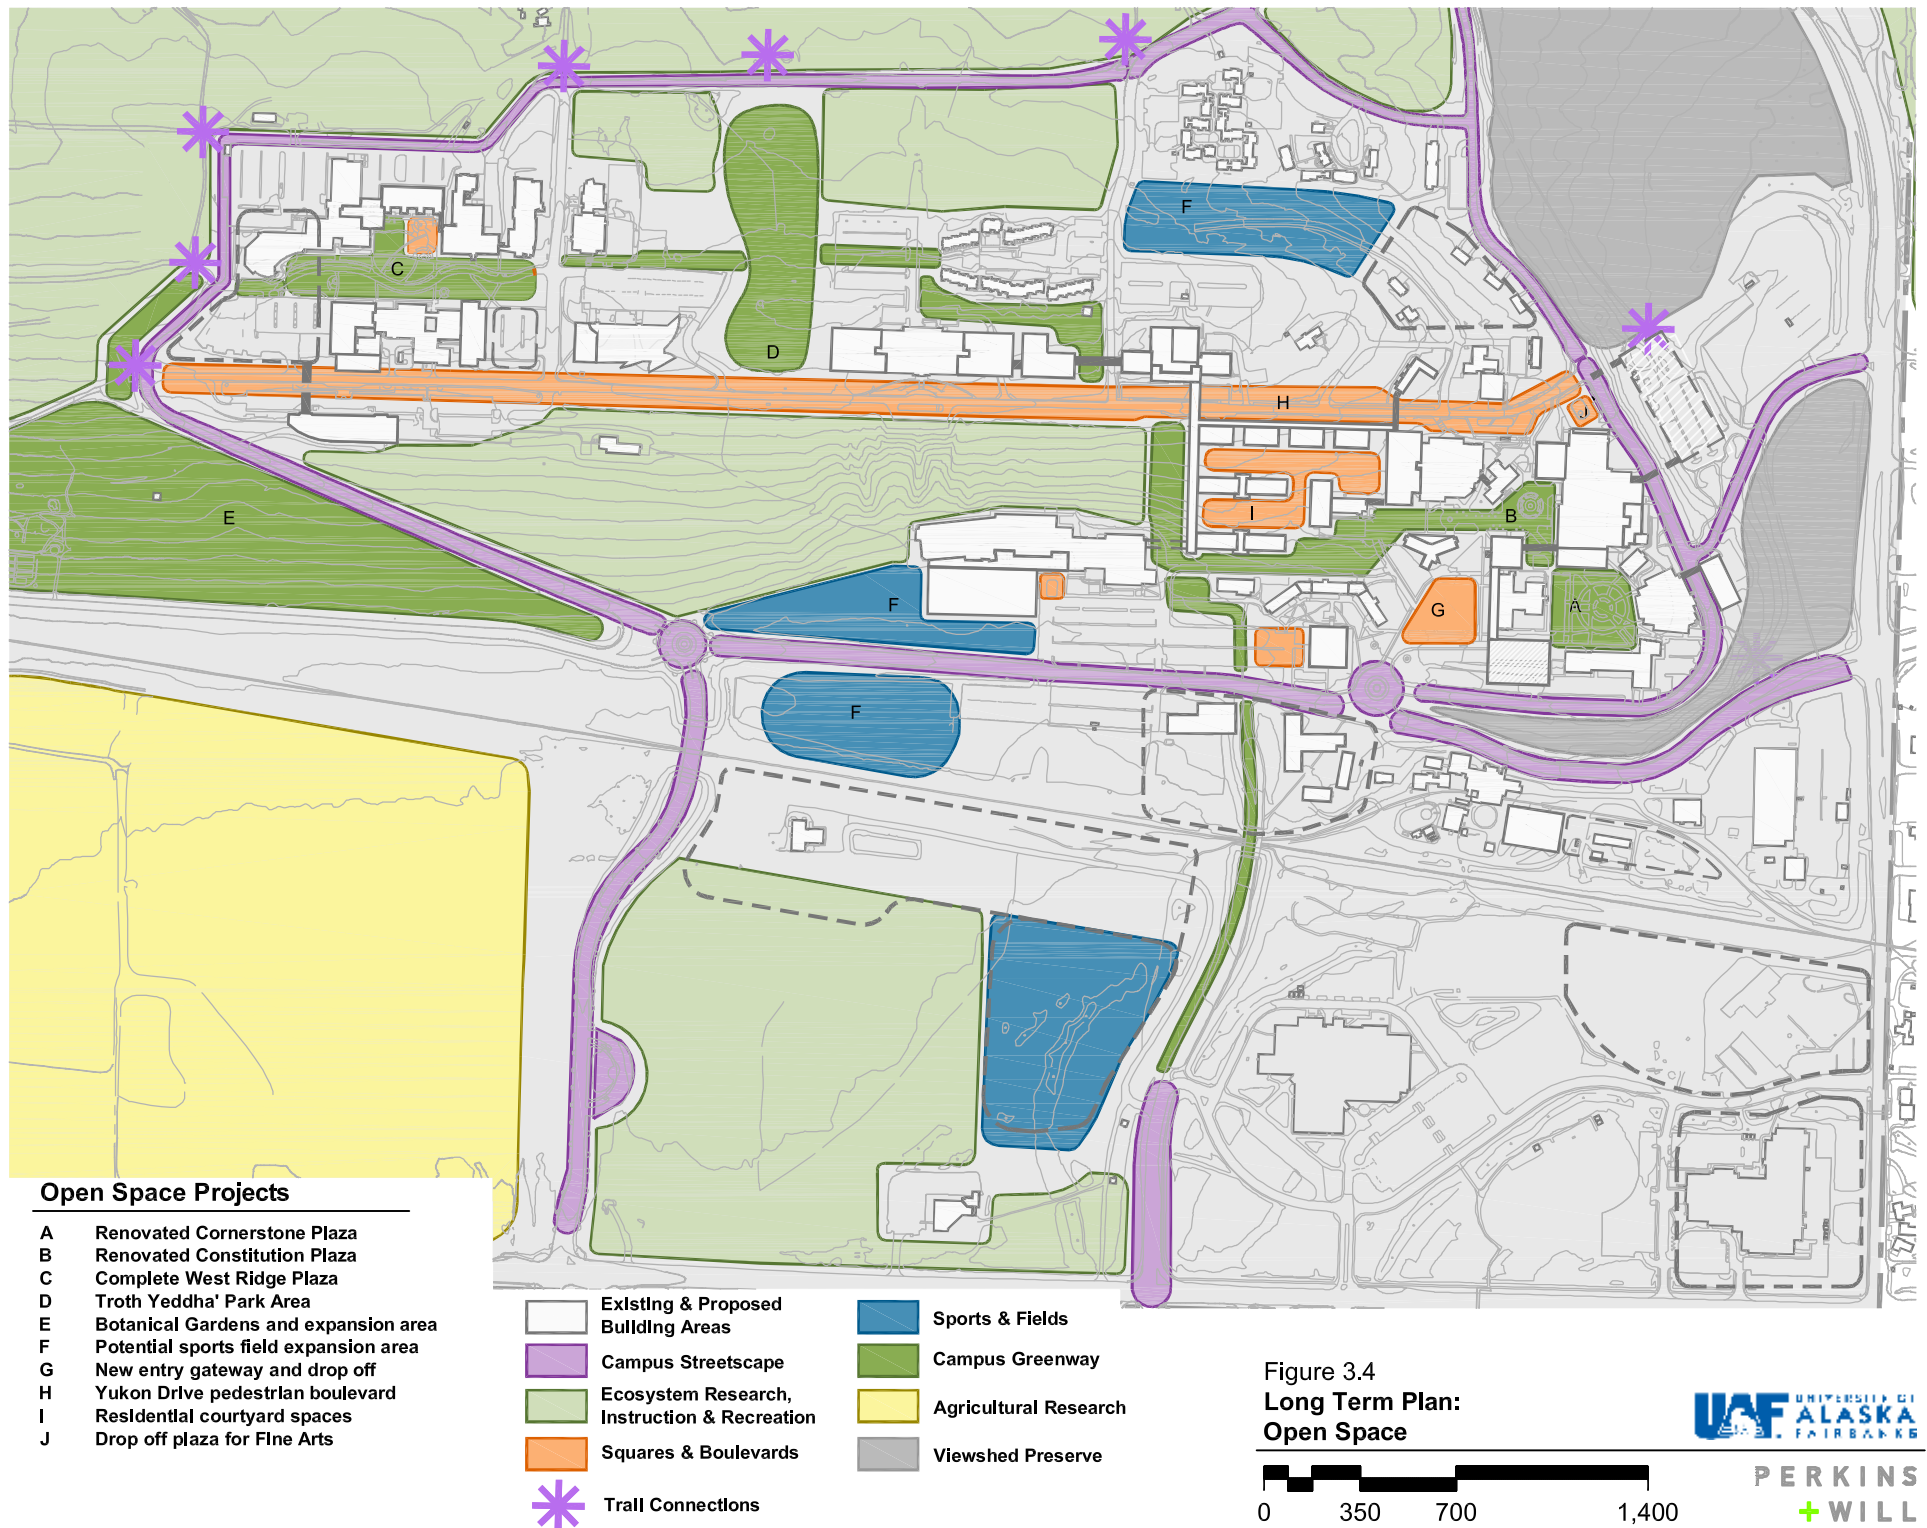 F
C
D
H
J
E
I
B
F
G
A
F
Open Space Projects
A Renovated Cornerstone Plaza
B Renovated Constitution Plaza
C Complete West Ridge Plaza
D Troth Yeddha' Park Area
E Botanical Gardens and expansion area
F Potential sports field expansion area
G New entry gateway and drop off
H Yukon Drive pedestrian boulevard
I Residential courtyard spaces
J Drop off plaza for Fine Arts
Existing & Proposed
Building Areas
Campus Streetscape
Ecosystem Research,
Instruction & Recreation
Squares & Boulevards
Trail Connections
Sports & Fields
Campus Greenway
Agricultural Research
Viewshed Preserve
Figure 3.4
Long Term Plan:
Open Space
0 350 700 1,400
UAF
UNIVERSITY OF
ALASKA
FAIRBANKS
PERKINS
+WILL